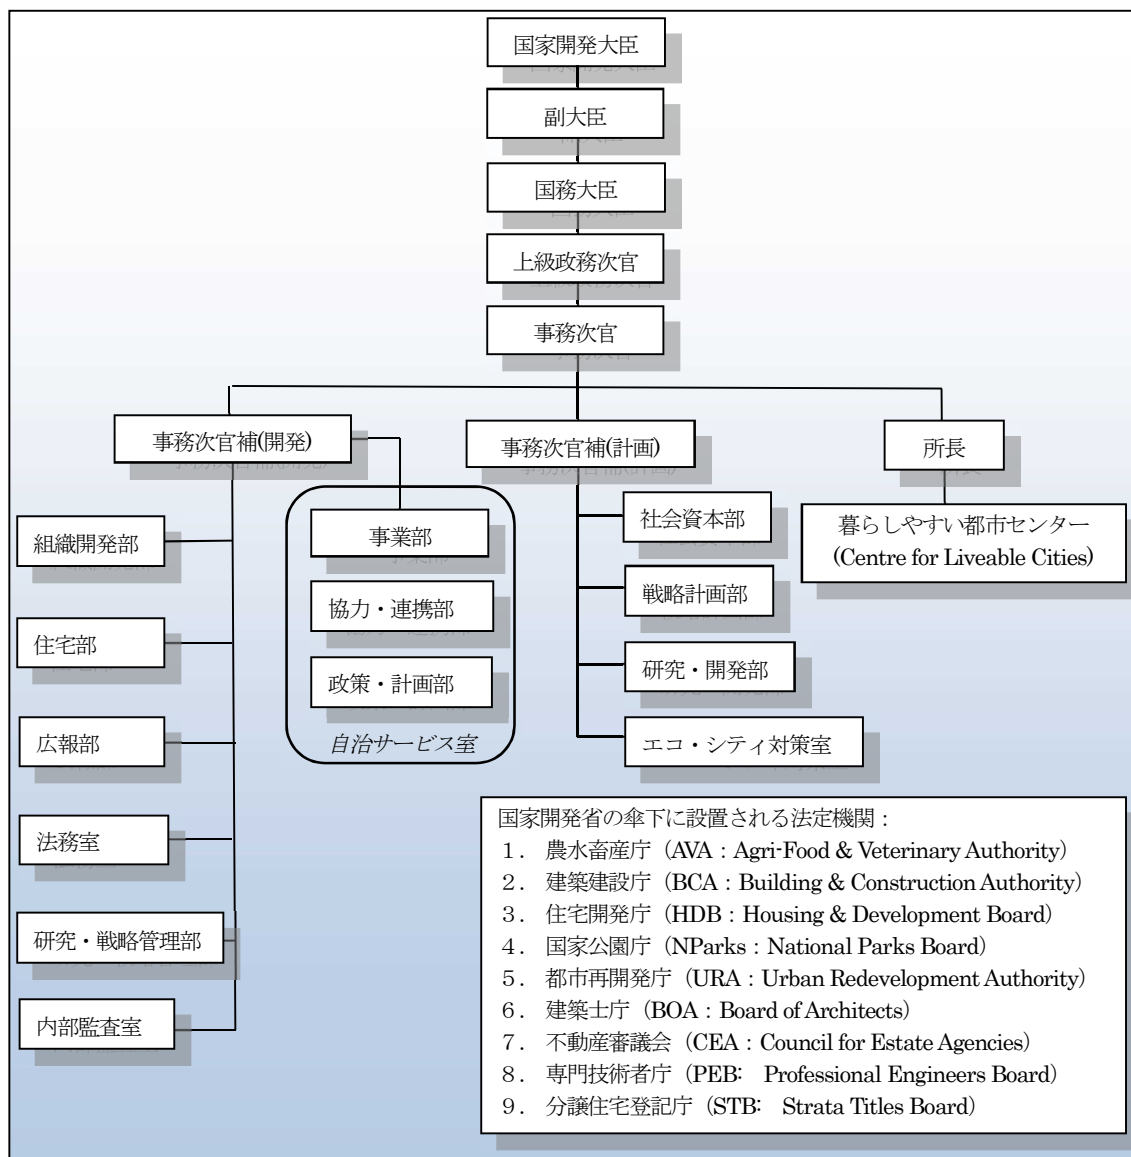 国家開発大臣
副大臣
国務大臣
上級政務次官
事務次官
事務次官補(開発)
事務次官補(計画)
所長
組織開発部
住宅部
広報部
法務室
研究・戦略管理部
内部監査室
事業部
協力・連携部
政策・計画部
自治サービス室
社会資本部
戦略計画部
研究・開発部
エコ・シティ対策室
暮らしやすい都市センター
(Centre for Liveable Cities)
国家開発省の傘下に設置される法定機関：
１． 農水畜産庁（AVA：Agri-Food & Veterinary Authority）
２． 建築建設庁（BCA：Building & Construction Authority）
３． 住宅開発庁（HDB：Housing & Development Board）
４． 国家公園庁（NParks：National Parks Board）
５． 都市再開発庁（URA：Urban Redevelopment Authority）
６． 建築士庁（BOA：Board of Architects）
７． 不動産審議会（CEA：Council for Estate Agencies）
８． 専門技術者庁（PEB:　Professional Engineers Board）
９． 分譲住宅登記庁（STB:　Strata Titles Board）